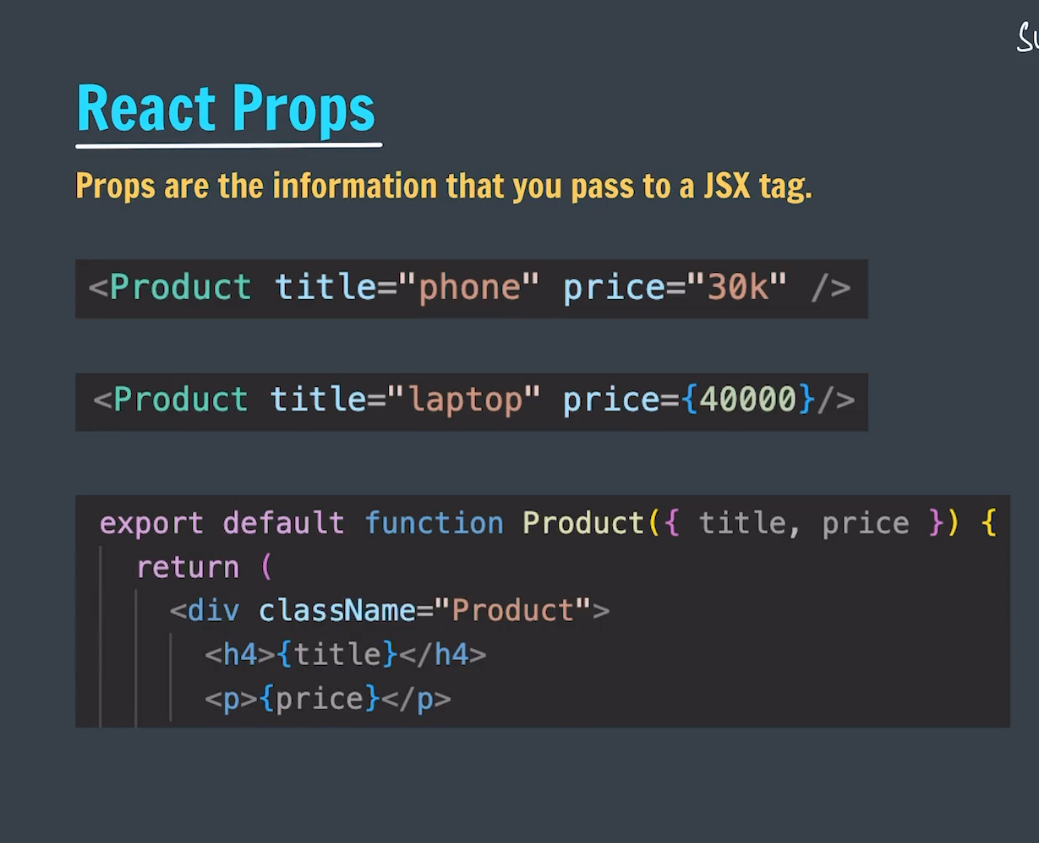 React Props
Props are the information that you pass to a JSX tag.
<Product title="phone" price="30k" />
<Product title="laptop" price={40000}/>
export default function Product({ title, price }) {
return (
<div className="Product">
<h4>{title}</h4>
<p>{price}</p>